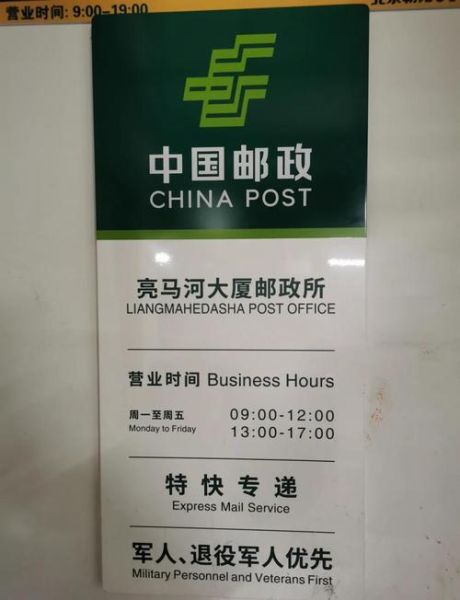 营业时间: 9:00-19:00
中国邮政
CHINA POST
亮马河大厦邮政所
LIANGMAHEDASHA POST OFFICE
营业时间 Business Hours
周一至周五 09:00-12:00
Monday to Friday 13:00-17:00
特快专递
Express Mail Service
军人、退役军人优先
Military Personnel and Veterans First